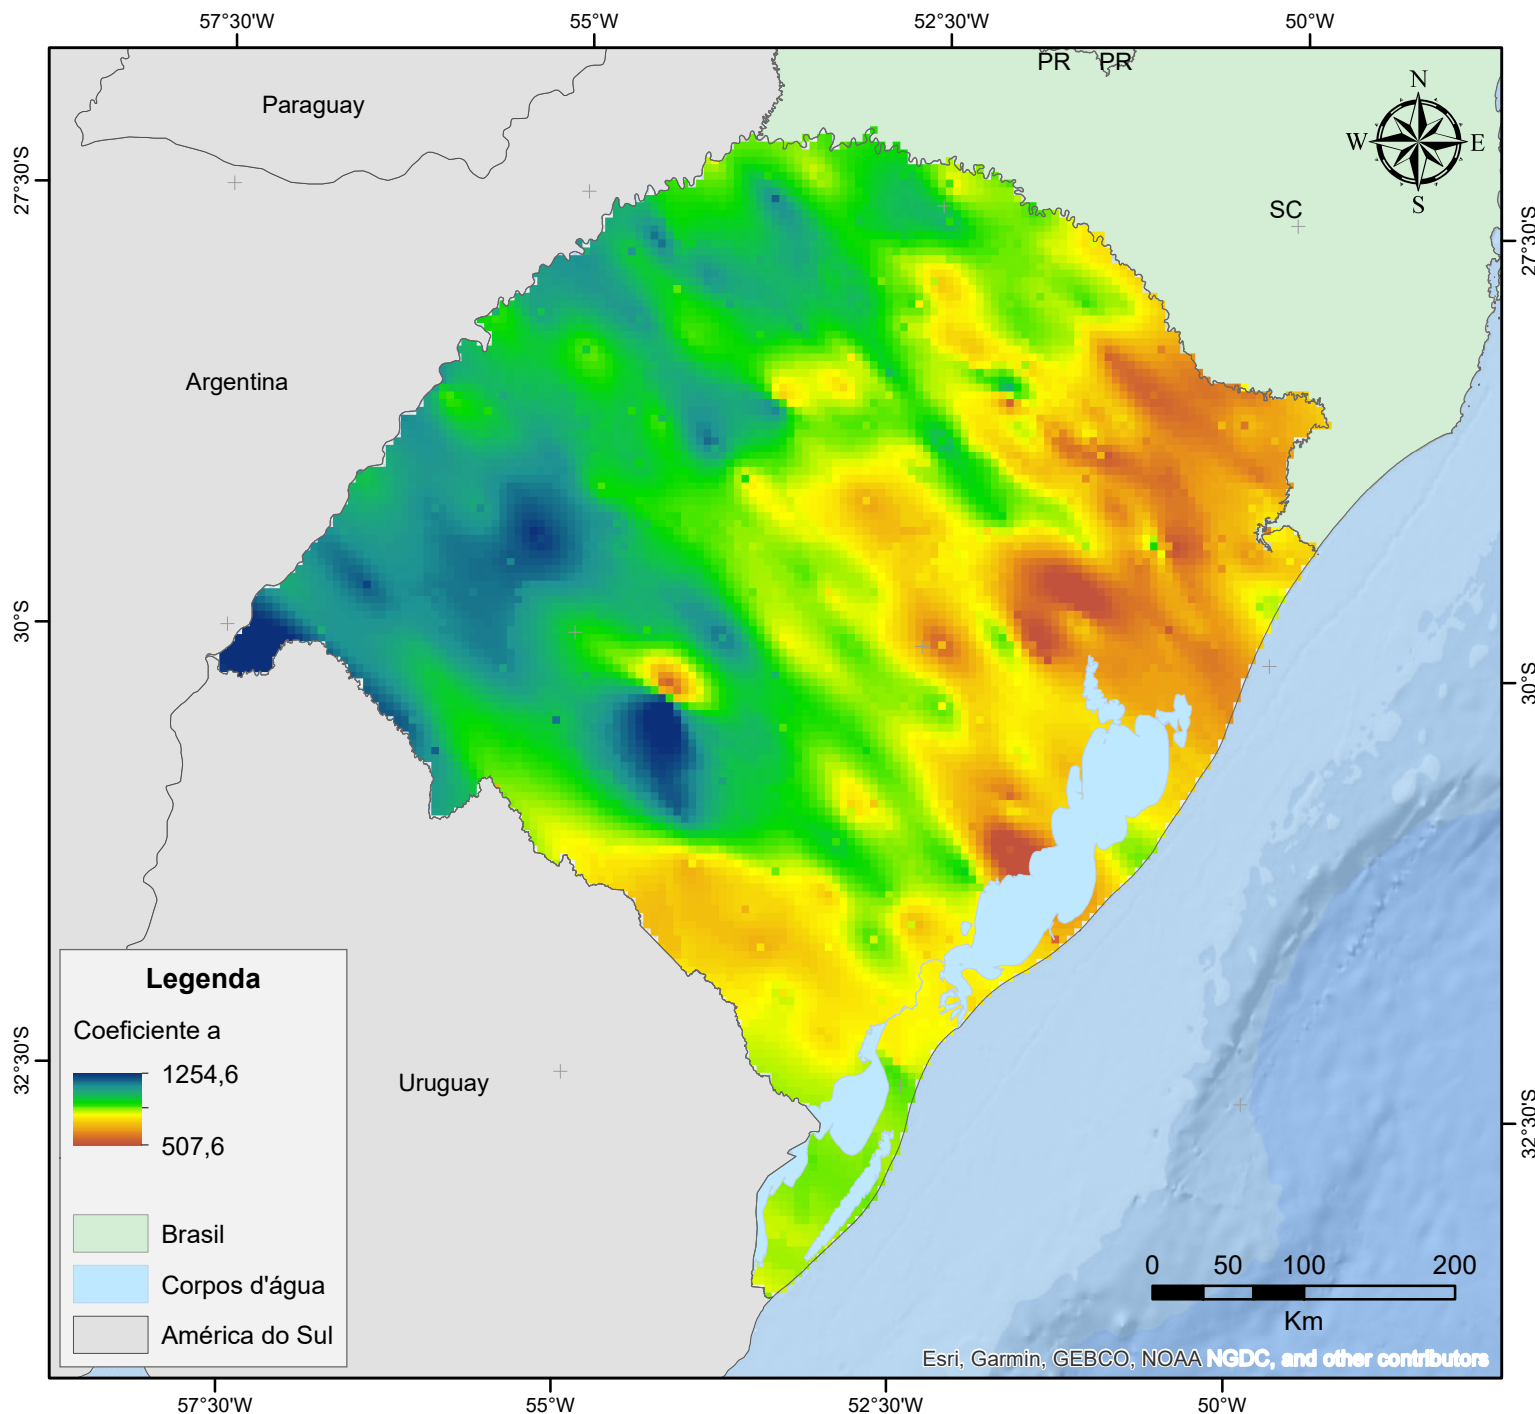 57°30'W 55°W 52°30'W 50°W
PR PR
N
Paraguay
W E
27°30'S
S
SC
27°30'S
Argentina
30°S
30°S
Legenda
Coeficiente a
1254,6
507,6
32°30'S
Uruguay
32°30'S
Brasil
Corpos d'água
América do Sul
0 50 100 200
Km
Esri, Garmin, GEBCO, NOAA NGDC, and other contributors
57°30'W 55°W 52°30'W 50°W